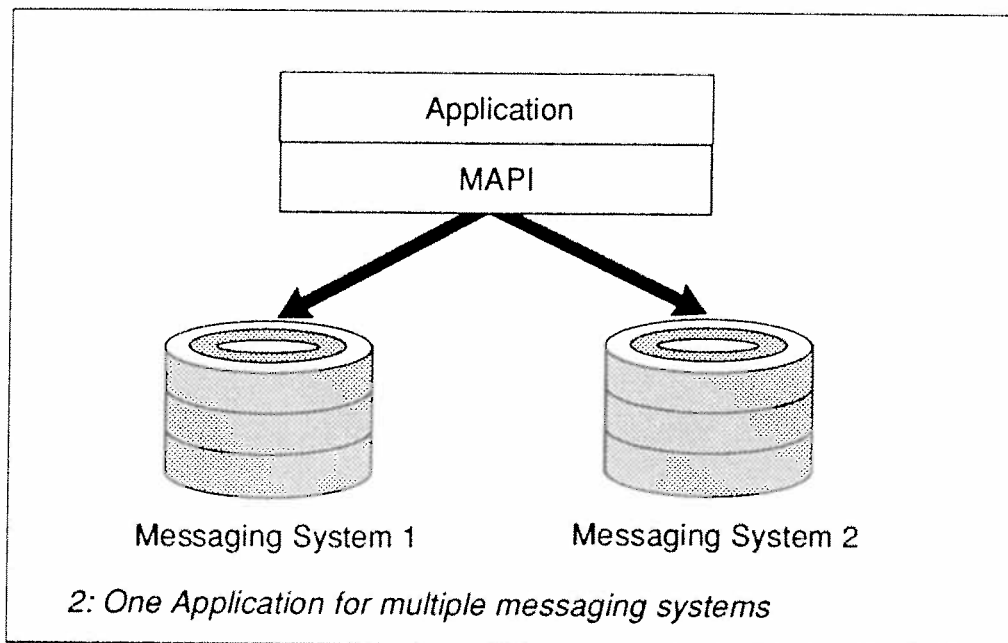 Application
MAPI
Messaging System 1
Messaging System 2
2: One Application for multiple messaging systems